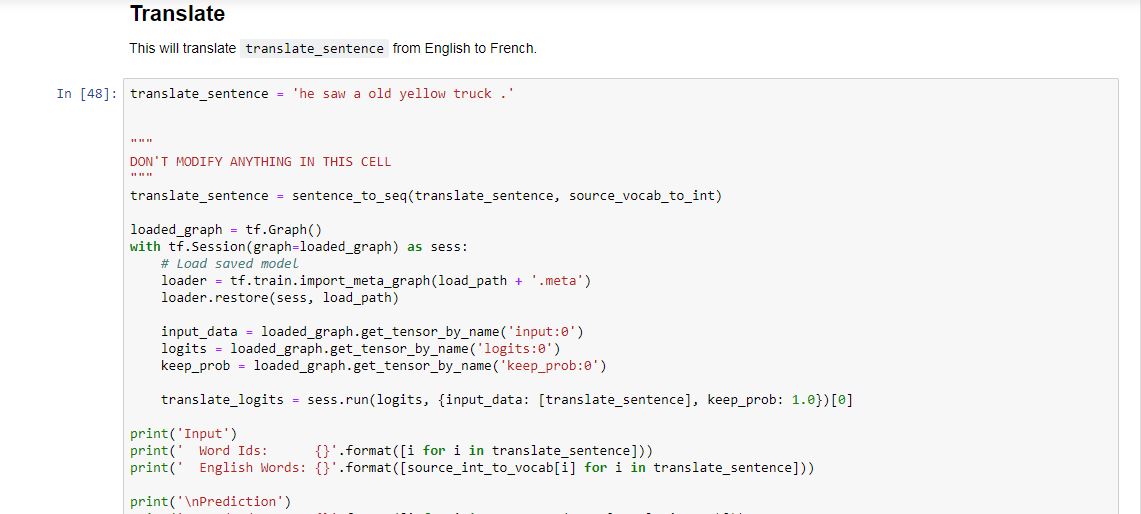 Translate
This will translate translate_sentence from English to French.
In [48]: translate_sentence = 'he saw a old yellow truck .'
"""
DON'T MODIFY ANYTHING IN THIS CELL
"""
translate_sentence = sentence_to_seq(translate_sentence, source_vocab_to_int)
loaded_graph = tf.Graph()
with tf.Session(graph=loaded_graph) as sess:
    # Load saved model
    loader = tf.train.import_meta_graph(load_path + '.meta')
    loader.restore(sess, load_path)
    input_data = loaded_graph.get_tensor_by_name('input:0')
    logits = loaded_graph.get_tensor_by_name('logits:0')
    keep_prob = loaded_graph.get_tensor_by_name('keep_prob:0')
    translate_logits = sess.run(logits, {input_data: [translate_sentence], keep_prob: 1.0})[0]
print('Input')
print('  Word Ids:      {}'.format([i for i in translate_sentence]))
print('  English Words: {}'.format([source_int_to_vocab[i] for i in translate_sentence]))
print('\nPrediction')